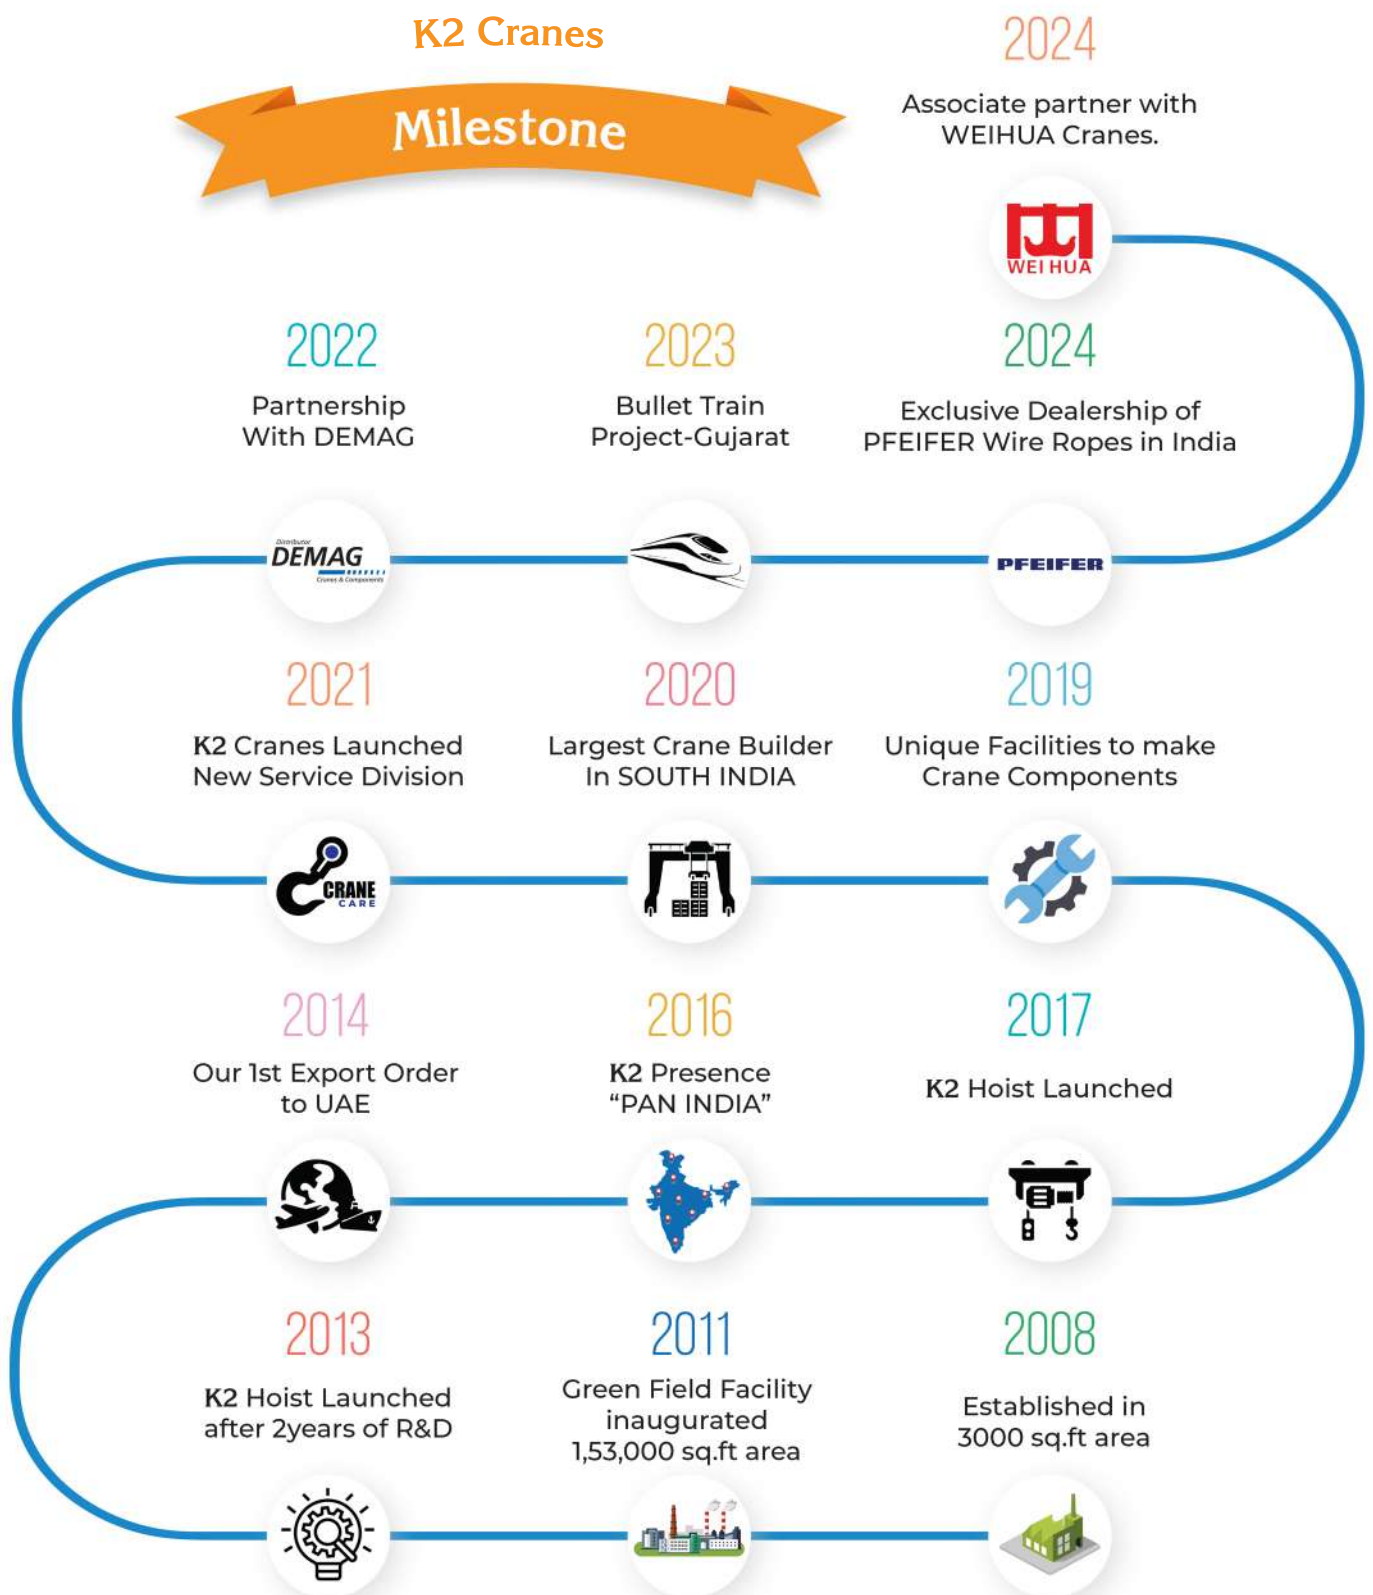 K2 Cranes
Milestone
2024
Associate partner with
WEIHUA Cranes.
WEI HUA
2022
Partnership
With DEMAG
Distributor
DEMAG
Cranes & Components
2023
Bullet Train
Project-Gujarat
2024
Exclusive Dealership of
PFEIFER Wire Ropes in India
PFEIFER
2021
K2 Cranes Launched
New Service Division
CRANE
CARE
2020
Largest Crane Builder
In SOUTH INDIA
2019
Unique Facilities to make
Crane Components
2014
Our 1st Export Order
to UAE
2016
K2 Presence
“PAN INDIA”
2017
K2 Hoist Launched
2013
K2 Hoist Launched
after 2years of R&D
2011
Green Field Facility
inaugurated
1,53,000 sq.ft area
2008
Established in
3000 sq.ft area